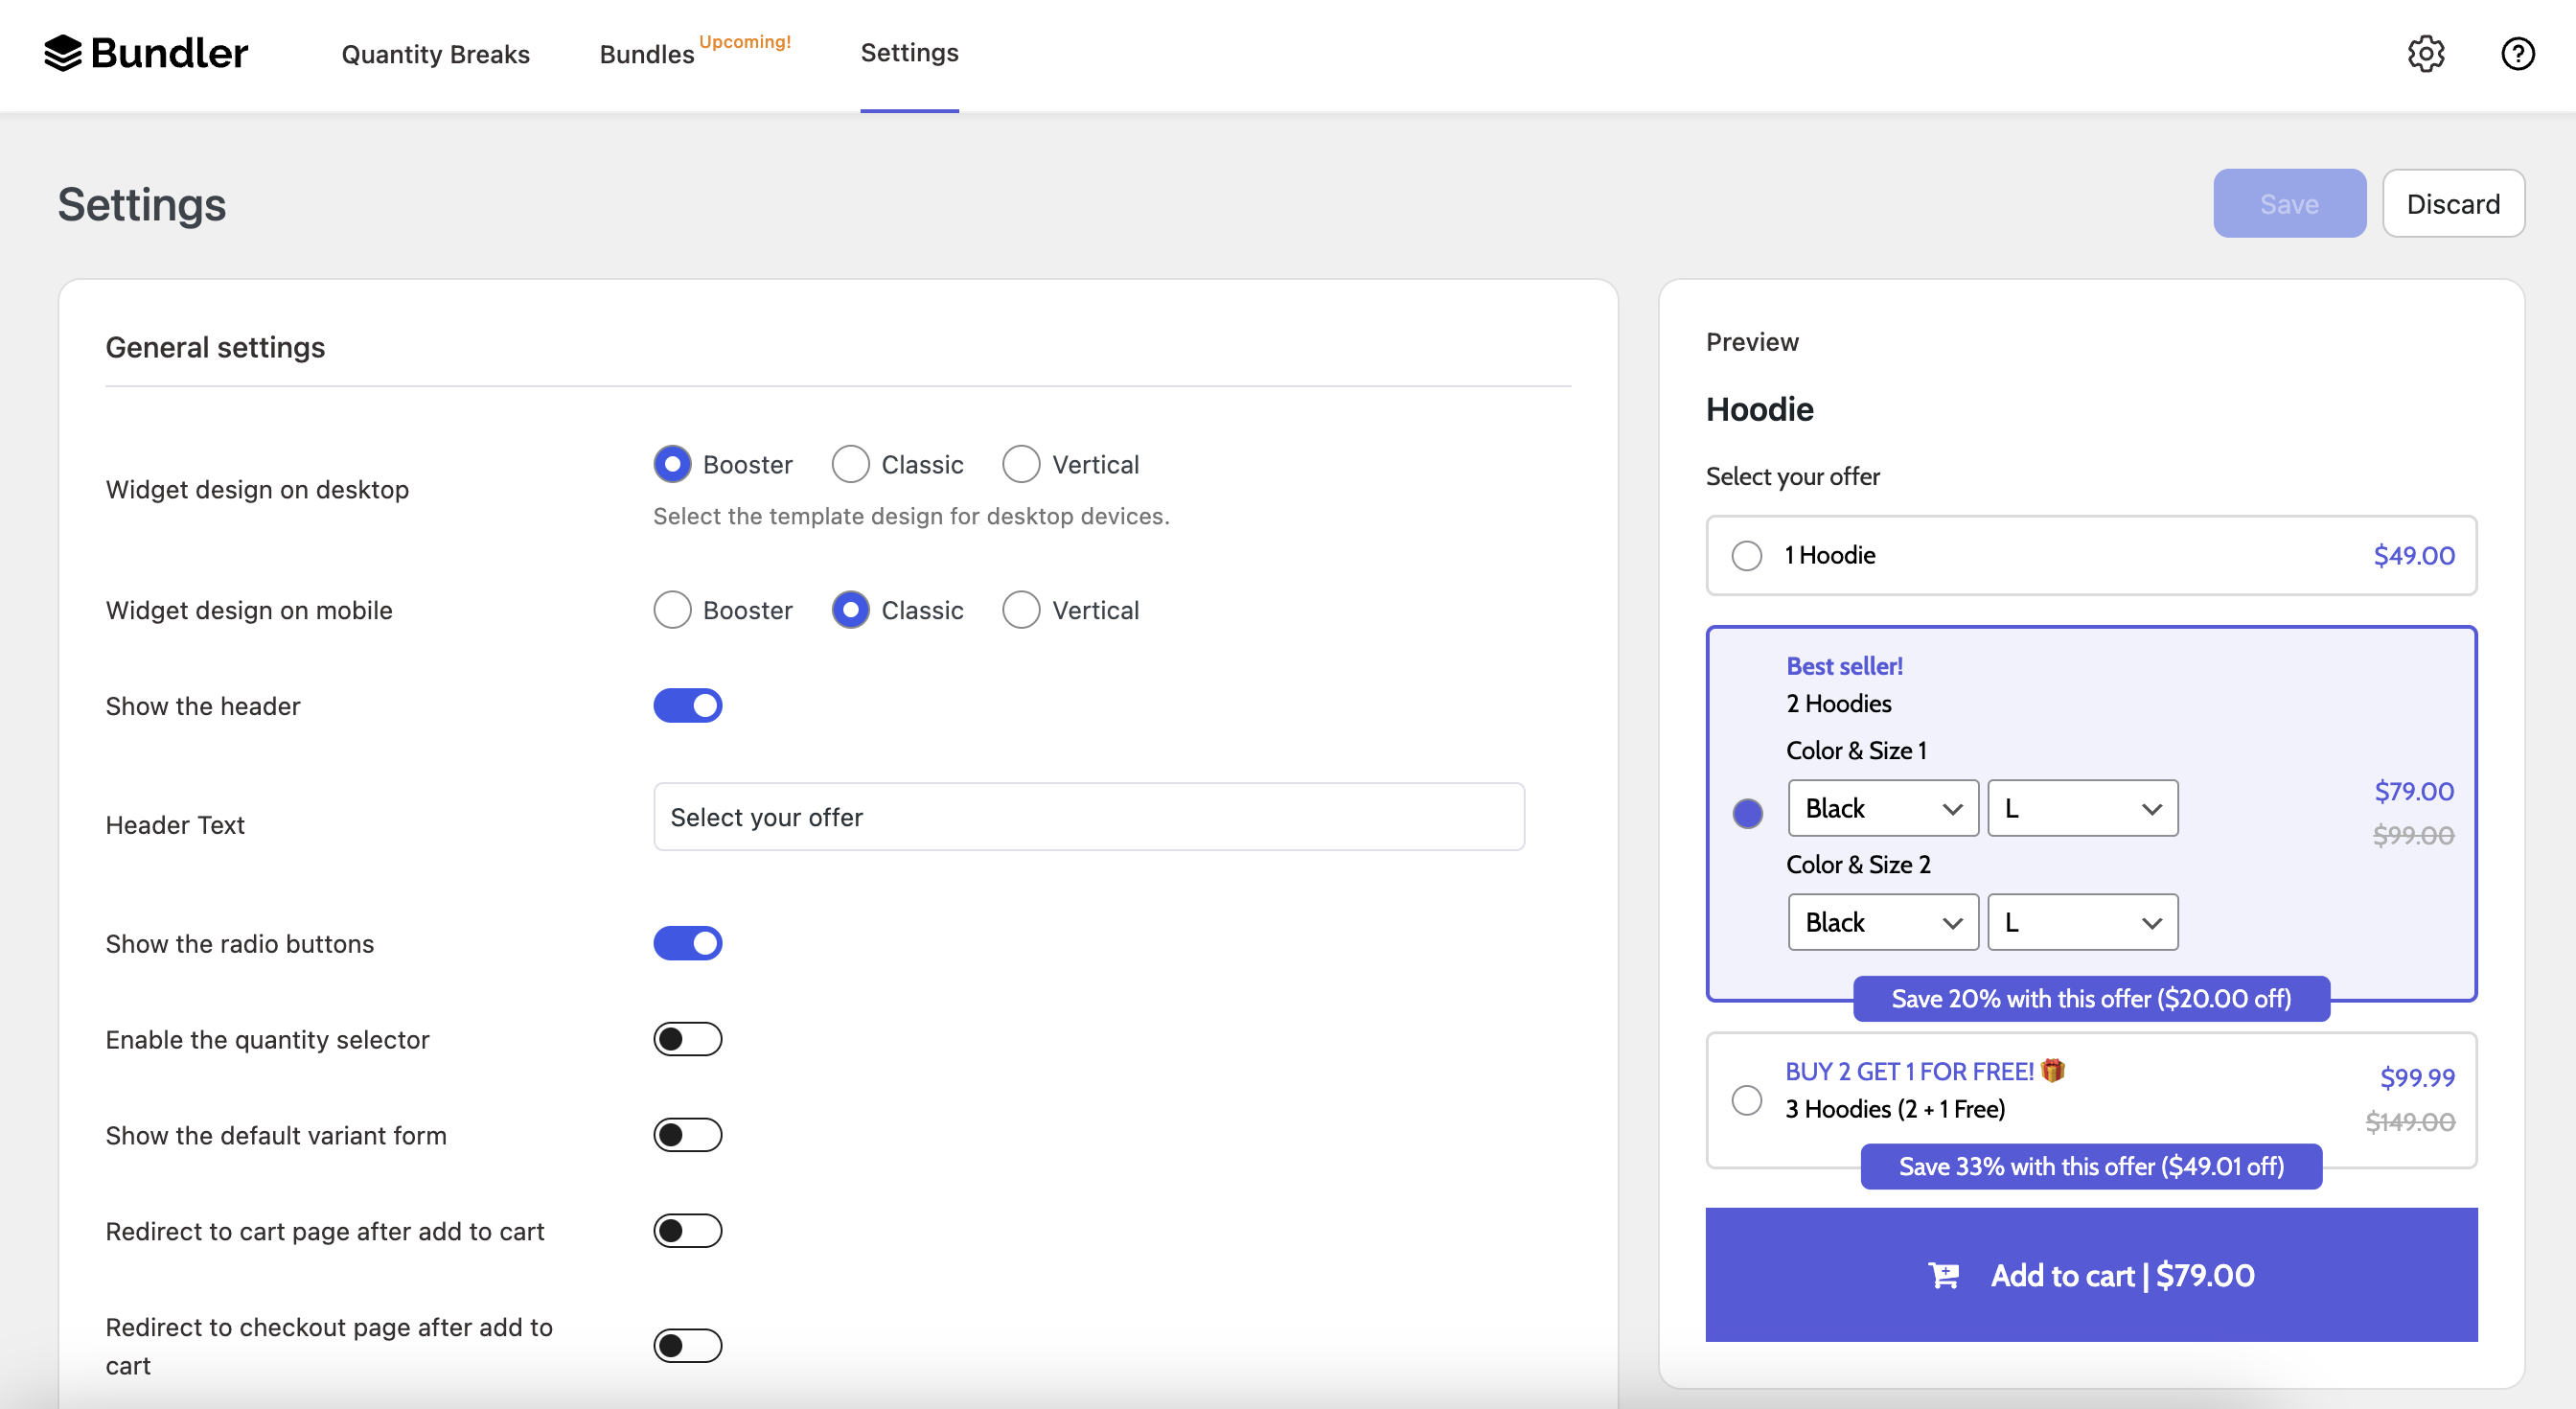 Bundler
Quantity Breaks
Bundles Upcoming!
Settings
?
Settings
Save
Discard
General settings
Widget design on desktop
Booster Classic Vertical
Select the template design for desktop devices.
Widget design on mobile
Booster Classic Vertical
Show the header
Header Text
Select your offer
Show the radio buttons
Enable the quantity selector
Show the default variant form
Redirect to cart page after add to cart
Redirect to checkout page after add to
cart
Preview
Hoodie
Select your offer
1 Hoodie $49.00
Best seller!
2 Hoodies
Color & Size 1
Black L
$79.00
$99.00
Color & Size 2
Black L
Save 20% with this offer ($20.00 off)
BUY 2 GET 1 FOR FREE! 🎁
3 Hoodies (2 + 1 Free)
$99.99
$149.00
Save 33% with this offer ($49.01 off)
Add to cart | $79.00